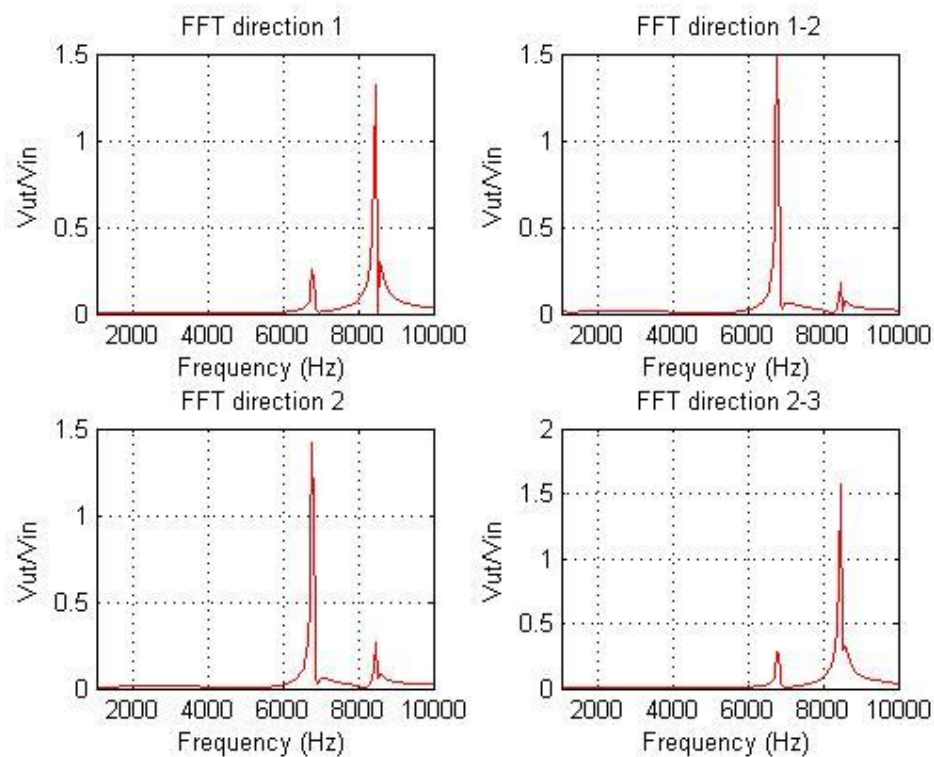 FFT direction 1
Vut/Vin
1.5
1
0.5
0
2000 4000 6000 8000 10000
Frequency (Hz)
FFT direction 1-2
Vut/Vin
1.5
1
0.5
0
2000 4000 6000 8000 10000
Frequency (Hz)
FFT direction 2
Vut/Vin
1.5
1
0.5
0
2000 4000 6000 8000 10000
Frequency (Hz)
FFT direction 2-3
Vut/Vin
2
1.5
1
0.5
0
2000 4000 6000 8000 10000
Frequency (Hz)